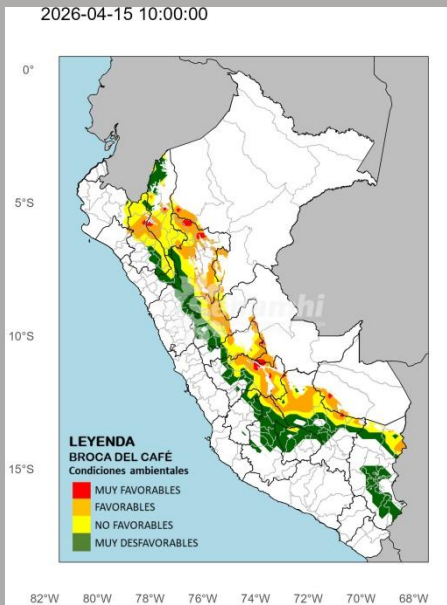 2026-04-15 10:00:00
0°
5°S
10°S
15°S
senamhi
LEYENDA
BROCA DEL CAFÉ
Condiciones ambientales
MUY FAVORABLES
FAVORABLES
NO FAVORABLES
MUY DESFAVORABLES
82°W 80°W 78°W 76°W 74°W 72°W 70°W 68°W